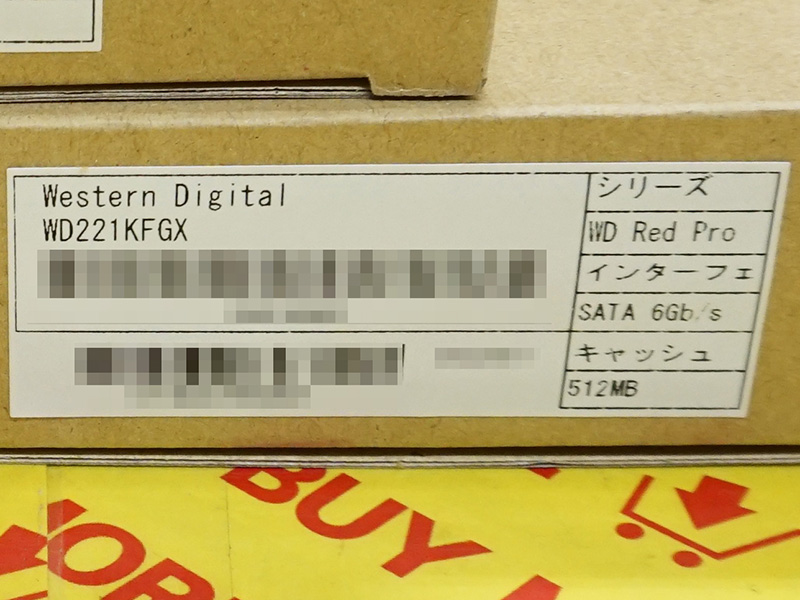 Western Digital
WD221KFGX
シリーズ
WD Red Pro
インターフェ
SATA 6Gb/s
キャッシュ
512MB
BUY